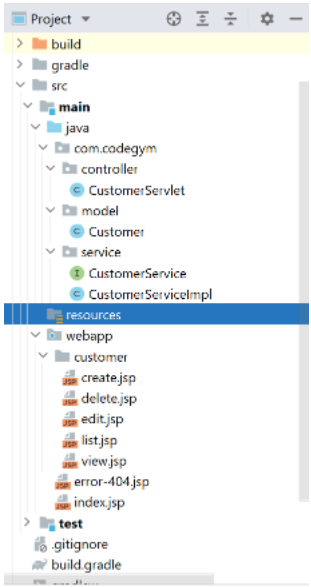 Project
build
gradle
src
main
java
com.codegym
controller
CustomerServlet
model
Customer
service
CustomerService
CustomerServiceImpl
resources
webapp
customer
create.jsp
delete.jsp
edit.jsp
list.jsp
view.jsp
error-404.jsp
index.jsp
test
.gitignore
build.gradle